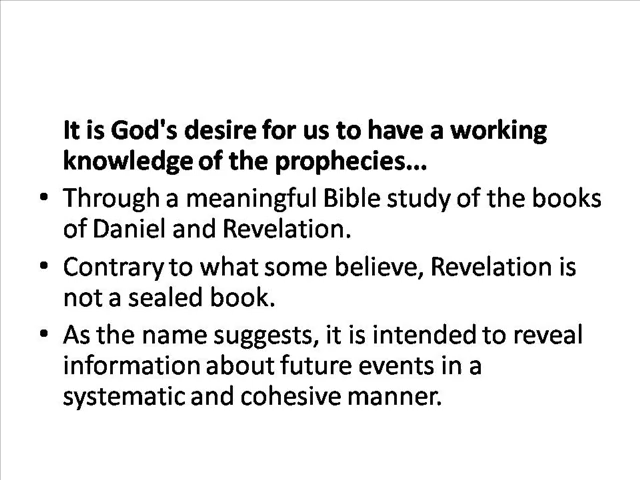 It is God's desire for us to have a working
knowledge of the prophecies...
• Through a meaningful Bible study of the books
of Daniel and Revelation.
• Contrary to what some believe, Revelation is
not a sealed book.
• As the name suggests, it is intended to reveal
information about future events in a
systematic and cohesive manner.